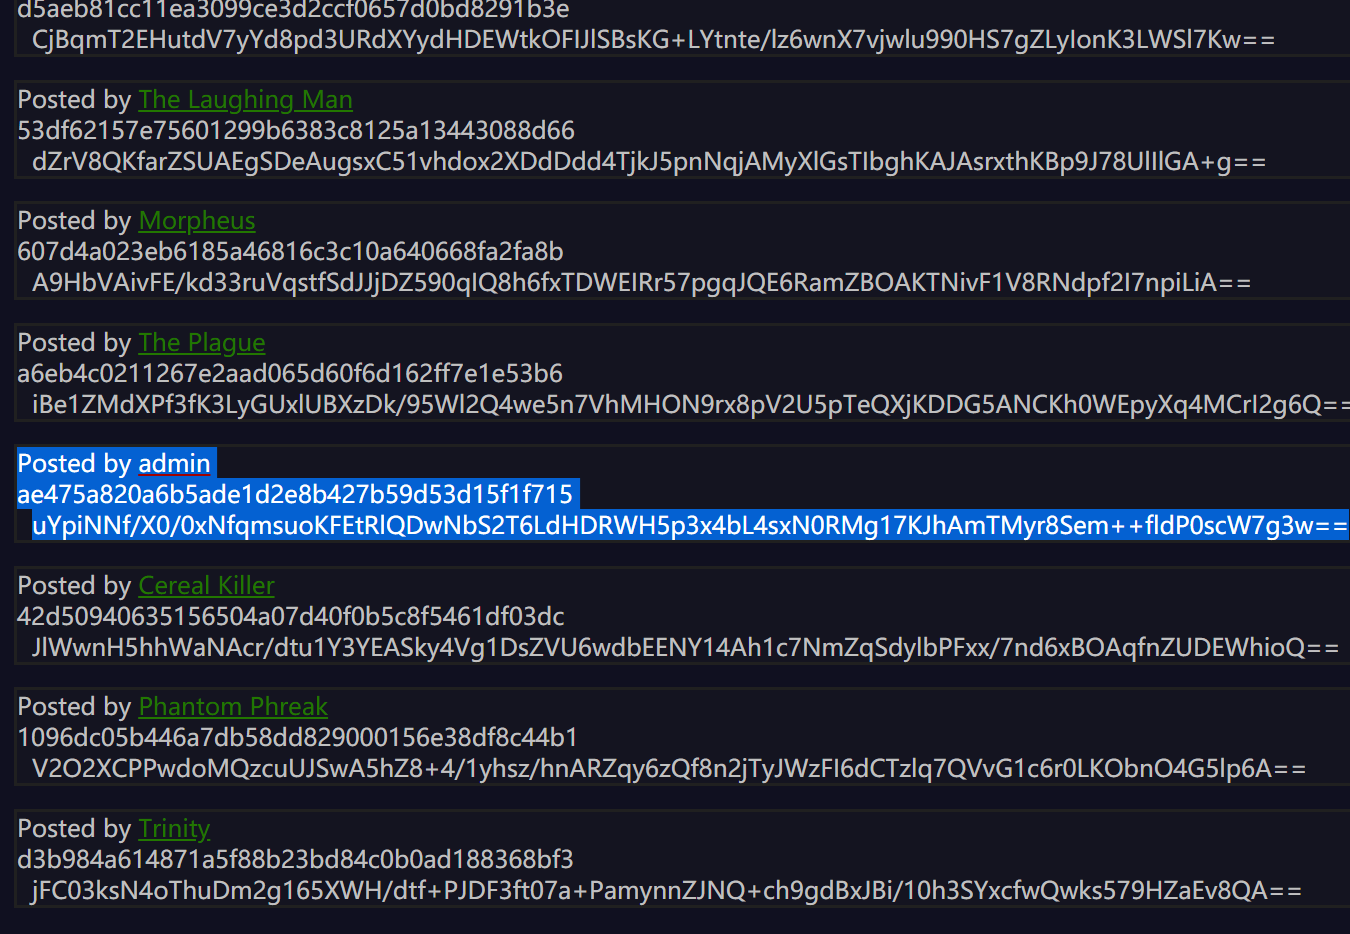 d5aeb81cc11ea3099ce3d2ccf0657d0bd8291b3e
CjBqmT2EHutdV7yYd8pd3URdXYydHDEWtkOFIJlSBsKG+LYtnte/lz6wnX7vjwlu990HS7gZLyIonK3LWSl7Kw==
Posted by The Laughing Man
53df62157e75601299b6383c8125a13443088d66
dZrV8QKfarZSUAEgSDeAugsxC51vhdox2XDdDdd4TjkJ5pnNqjAMyXlGsTIbghKAJAsrxthKBp9J78UlIlGA+g==
Posted by Morpheus
607d4a023eb6185a46816c3c10a640668fa2fa8b
A9HbVAivFE/kd33ruVqstfSdJJjDZ590qIQ8h6fxTDWEIRr57pgqJQE6RamZBOAKTNivF1V8RNdpf2I7npiLiA==
Posted by The Plague
a6eb4c0211267e2aad065d60f6d162ff7e1e53b6
iBe1ZMdXPf3fK3LyGUxlUBXzDk/95Wl2Q4we5n7VhMHON9rx8pV2U5pTeQXjKDDG5ANCKh0WEpyXq4MCrI2g6Q==
Posted by admin
ae475a820a6b5ade1d2e8b427b59d53d15f1f715
uYpiNNf/X0/0xNfqmsuoKFEtRlQDwNbS2T6LdHDRWH5p3x4bL4sxN0RMg17KJhAmTMyr8Sem++fldP0scW7g3w==
Posted by Cereal Killer
42d50940635156504a07d40f0b5c8f5461df03dc
JlWwnH5hhWaNAcr/dtu1Y3YEASky4Vg1DsZVU6wdbEENY14Ah1c7NmZqSdylbPFxx/7nd6xBOAqfnZUDEWhioQ==
Posted by Phantom Phreak
1096dc05b446a7db58dd829000156e38df8c44b1
V2O2XCPPwdoMQzcuUJSwA5hZ8+4/1yhsz/hnARZqy6zQf8n2jTyJWzFI6dCTzlq7QVvG1c6r0LKObnO4G5lp6A==
Posted by Trinity
d3b984a614871a5f88b23bd84c0b0ad188368bf3
jFC03ksN4oThuDm2g165XWH/dtf+PJDF3ft07a+PamynnZJNQ+ch9gdBxJBi/10h3SYxcfwQwks579HZaEv8QA==